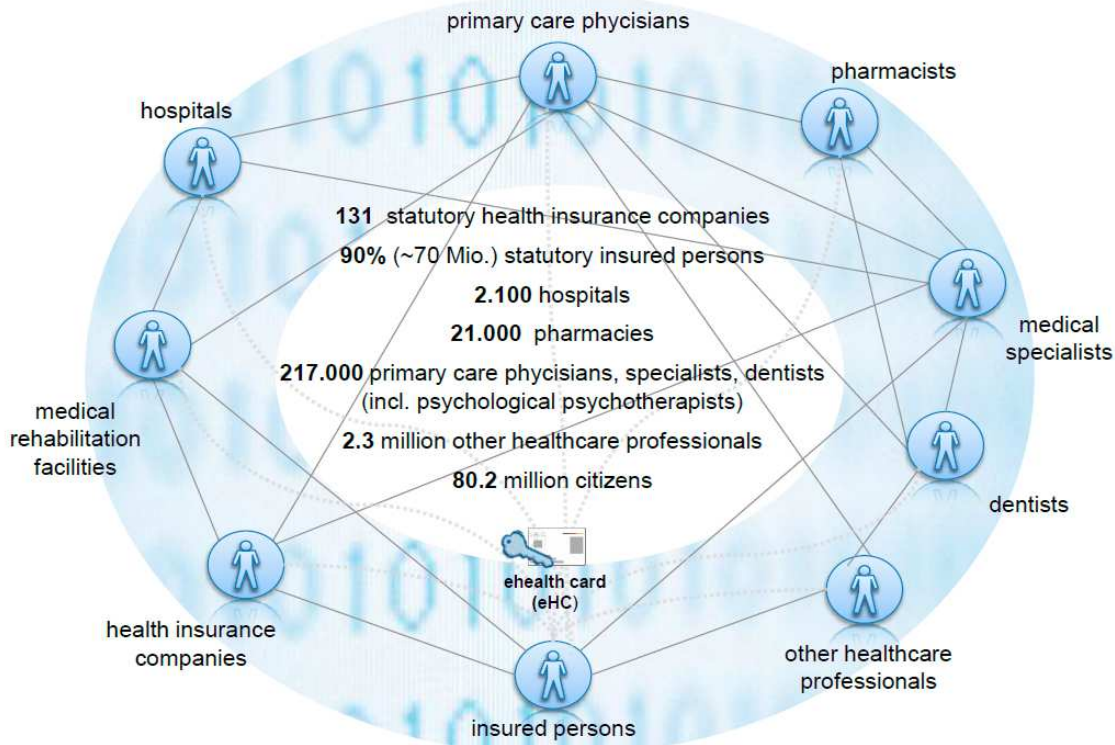 primary care phycisians
pharmacists
hospitals
131 statutory health insurance companies
90% (~70 Mio.) statutory insured persons
2.100 hospitals
21.000 pharmacies
217.000 primary care phycisians, specialists, dentists
(incl. psychological psychotherapists)
2.3 million other healthcare professionals
80.2 million citizens
medical
specialists
medical
rehabilitation
facilities
dentists
ehealth card
(eHC)
health insurance
companies
other healthcare
professionals
insured persons